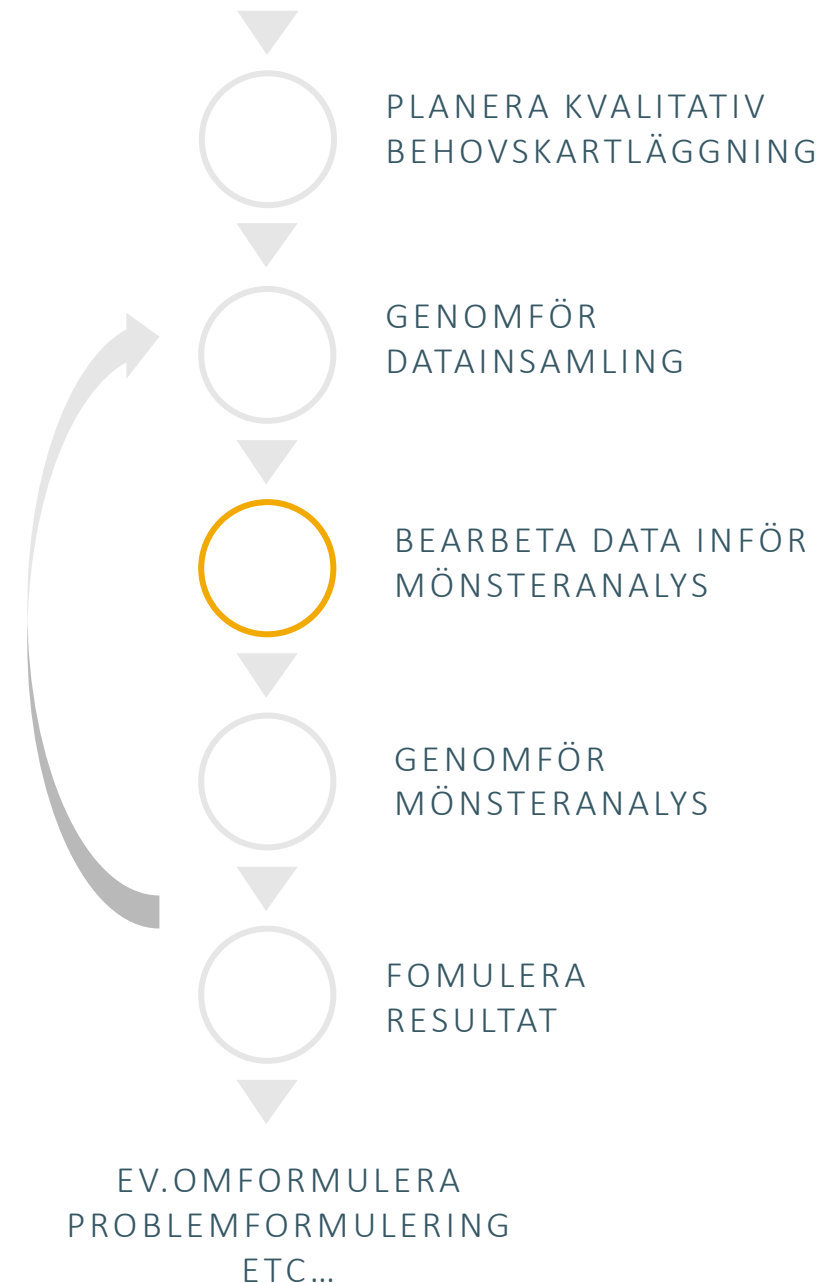 PLANERA KVALITATIV
BEHOVSKARTLÄGGNING
GENOMFÖR
DATAINSAMLING
BEARBETA DATA INFÖR
MÖNSTERANALYS
GENOMFÖR
MÖNSTERANALYS
FOMULERA
RESULTAT
EV.OMFORMULERA
PROBLEMFORMULERING
ETC…